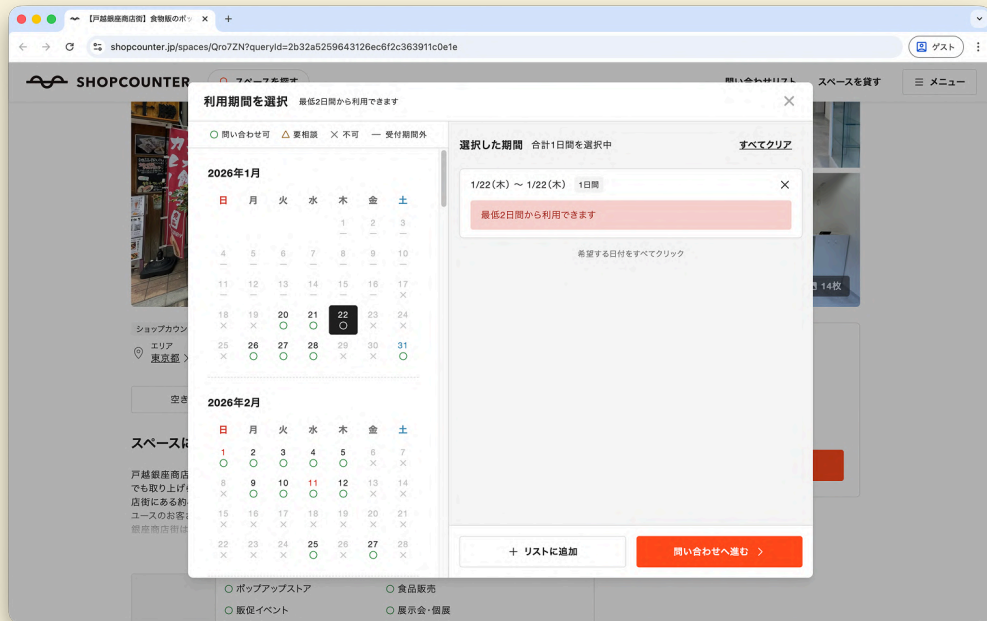 【戸越銀座商店街】食物販のポッ
shopcounter.jp/spaces/Qro7ZN?queryId=2b32a5259643126ec6f2c363911c0e1e
ゲスト
SHOPCOUNTER
スペースを探す
問い合わせリスト
スペースを貸す
メニュー
利用期間を選択 最低2日間から利用できます
問い合わせ可 要相談 不可 受付期間外
2026年1月
日 月 火 水 木 金 土
1 2 3
4 5 6 7 8 9 10
11 12 13 14 15 16 17
18 19 20 21 22 23 24
25 26 27 28 29 30 31
2026年2月
日 月 火 水 木 金 土
1 2 3 4 5 6 7
8 9 10 11 12 13 14
15 16 17 18 19 20 21
22 23 24 25 26 27 28
選択した期間 合計1日間を選択中
すべてクリア
1/22(木) 〜 1/22(木) 1日間
最低2日間から利用できます
希望する日付をすべてクリック
リストに追加
問い合わせへ進む
14枚
ショップカウン
エリア
東京都
空き
スペースに
戸越銀座商店
でも取り上げ
店街にある約
ユースのお客
銀座商店街は
ポップアップストア
食品販売
販促イベント
展示会・個展